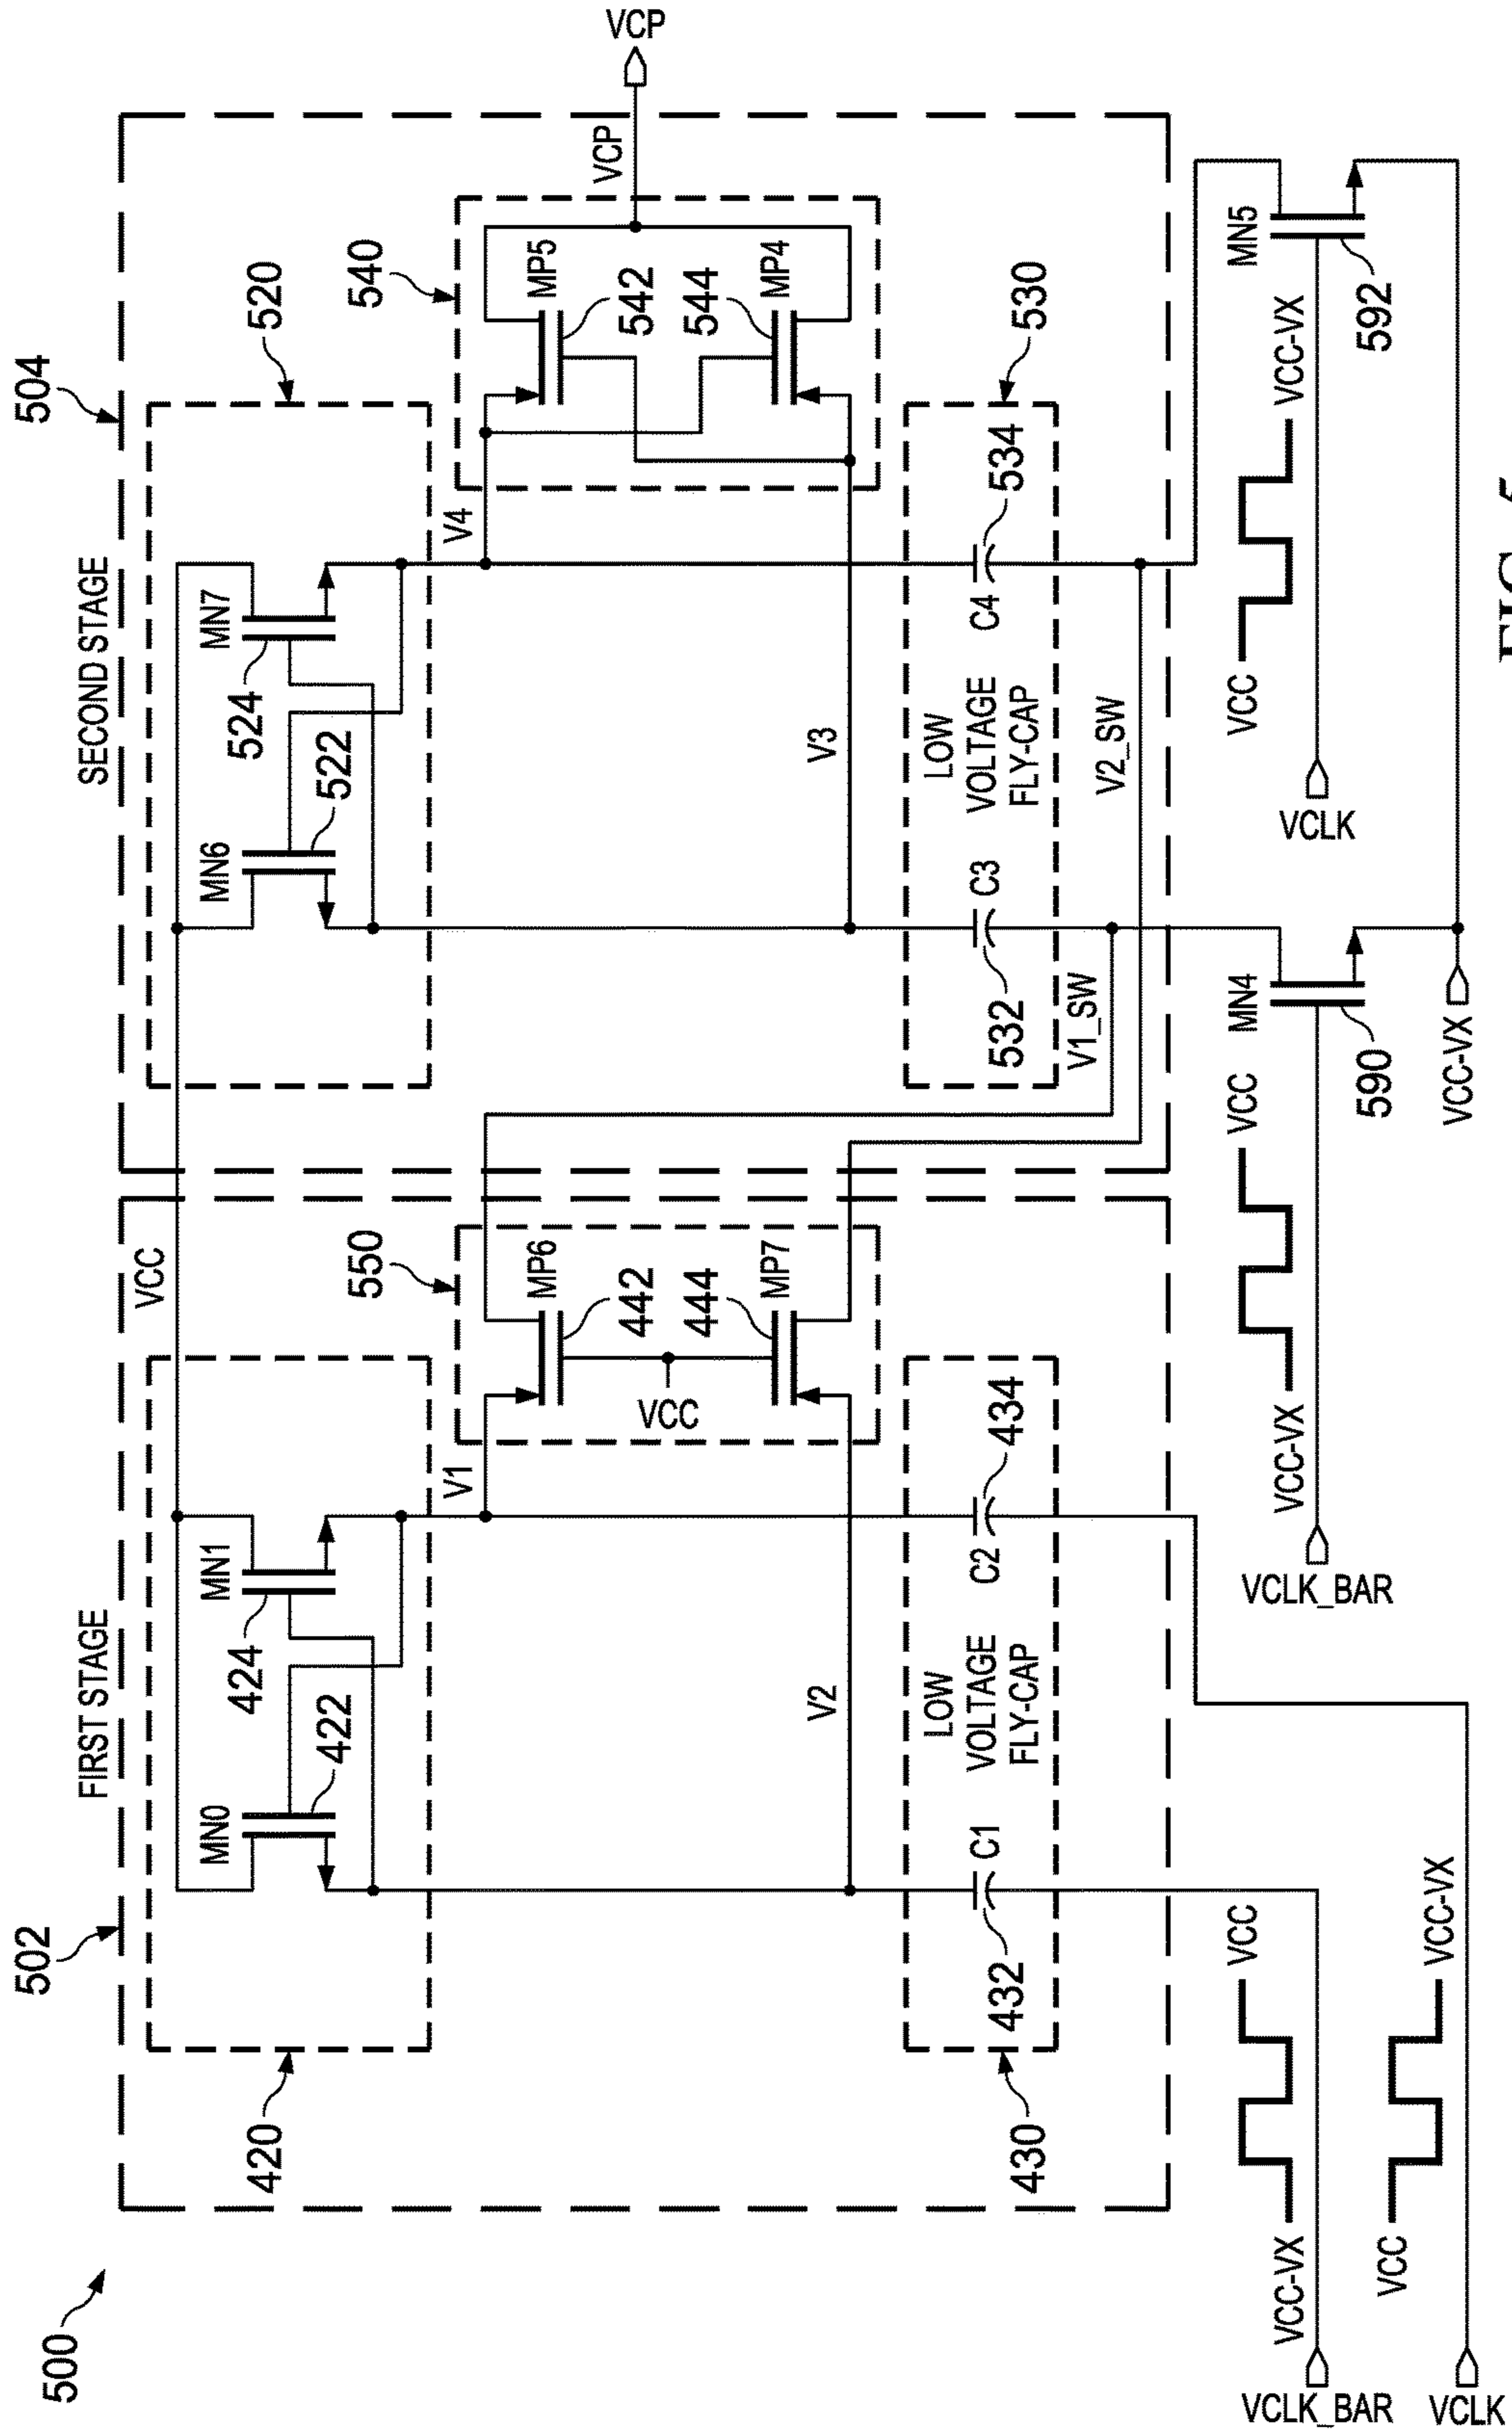 500
502
FIRST STAGE
504
SECOND STAGE
420
MN0
422
424
MN1
VCC
MN6
522
524
MN7
520
V1
V2
550
MP6
442
444
MP7
VCC
V4
V3
540
MP5
542
544
MP4
VCP
VCP
430
432
C1
LOW
VOLTAGE
FLY-CAP
C2
434
V1_SW
532
C3
LOW
VOLTAGE
FLY-CAP
C4
534
530
V2_SW
VCC-VX
VCC
VCLK_BAR
VCC
VCC-VX
VCLK
VCC-VX
VCC
VCLK_BAR
MN4
590
VCC-VX
VCC
VCC-VX
VCLK
MN5
592